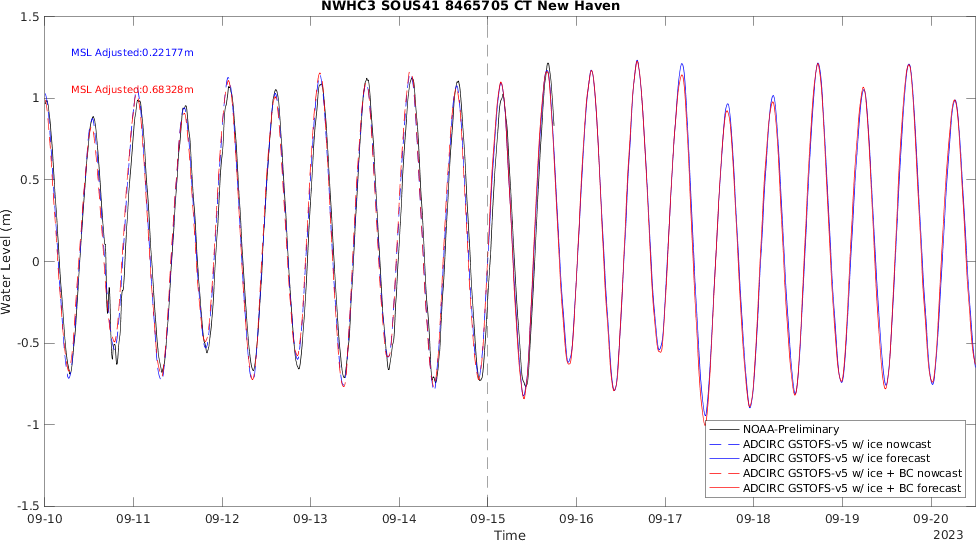 NWHC3 SOUS41 8465705 CT New Haven
MSL Adjusted:0.22177m
MSL Adjusted:0.68328m
Water Level (m)
1.5
1
0.5
0
-0.5
-1
-1.5
NOAA-Preliminary
ADCIRC GSTOFS-v5 w/ ice nowcast
ADCIRC GSTOFS-v5 w/ ice forecast
ADCIRC GSTOFS-v5 w/ ice + BC nowcast
ADCIRC GSTOFS-v5 w/ ice + BC forecast
09-10 09-11 09-12 09-13 09-14 09-15 09-16 09-17 09-18 09-19 09-20
Time
2023